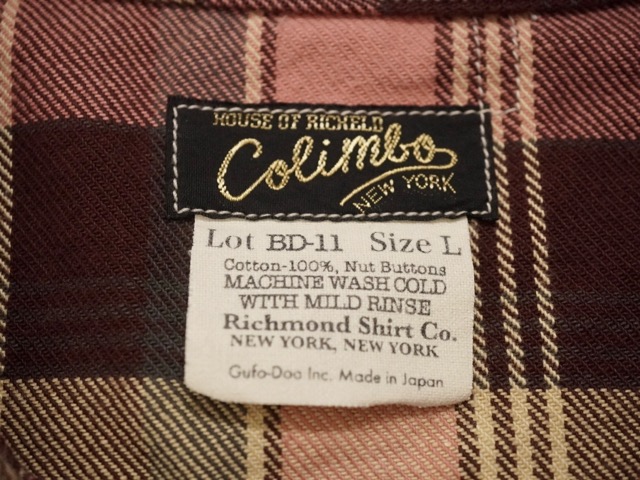 HOUSE OF RICHELD
Colimbo
NEW YORK
Lot BD-11 Size L
Cotton-100%, Nut Buttons
MACHINE WASH COLD
WITH MILD RINSE
Richmond Shirt Co.
NEW YORK, NEW YORK
Gufo-Doo Inc. Made in Japan